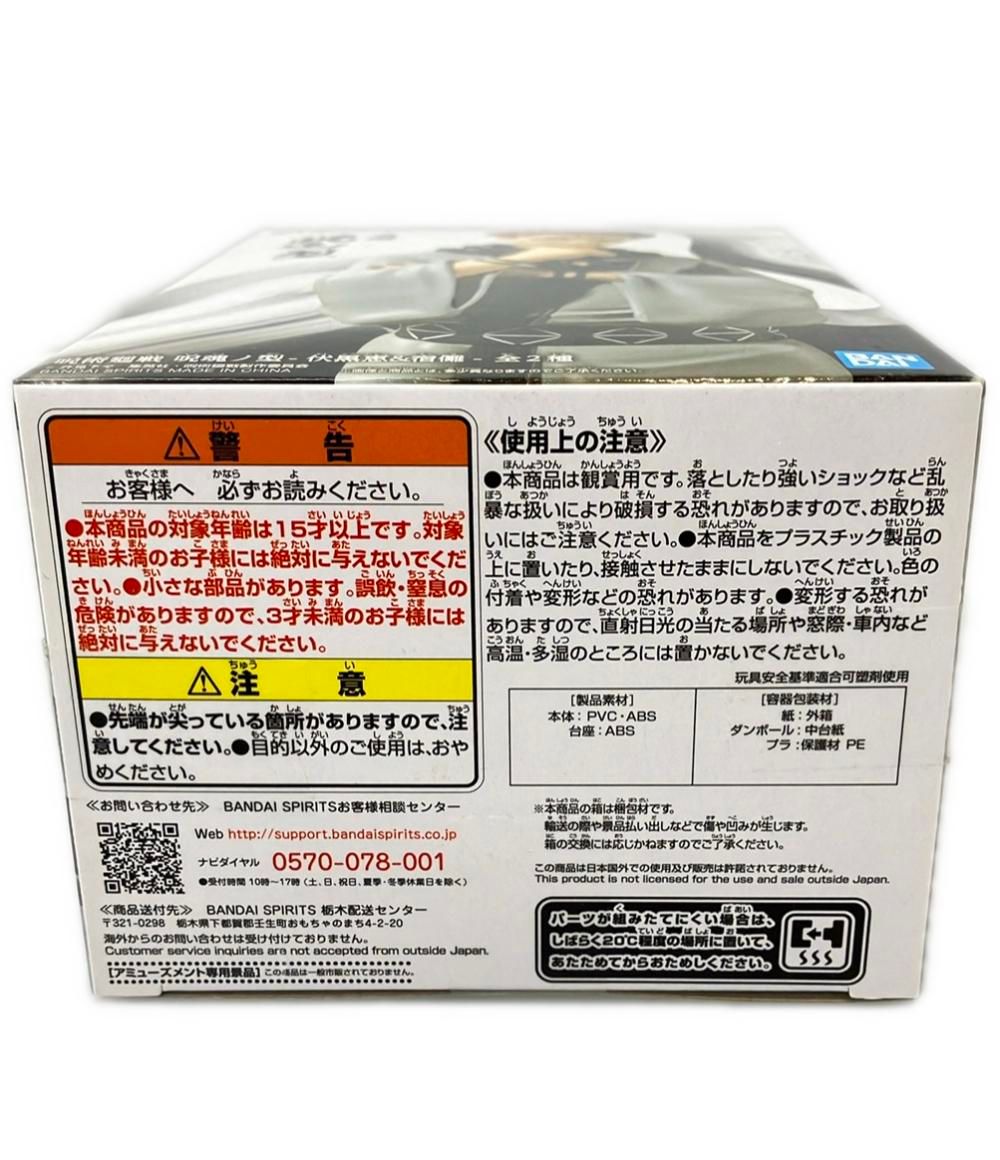 呪術廻戦 呪魂ノ型-伏黒恵&宿儺- 全2種
BANDAI SPIRITS MADE IN CHINA
BAN
DAI
⚠警告
お客様へ 必ずお読みください。
●本商品の対象年齢は15才以上です。対象
年齢未満のお子様には絶対に与えないでくだ
さい。●小さな部品があります。誤飲・窒息の
危険がありますので、3才未満のお子様には
絶対に与えないでください。
⚠注意
●先端が尖っている箇所がありますので、注
意してください。●目的以外のご使用は、おや
めください。
≪お問い合わせ先≫ BANDAI SPIRITSお客様相談センター
Web http://support.bandaispirits.co.jp
ナビダイヤル 0570-078-001
●受付時間 10時〜17時(土、日、祝日、夏季・冬季休業日を除く)
≪商品送付先≫ BANDAI SPIRITS 栃木配送センター
〒321-0298 栃木県下都賀郡壬生町おもちゃのまち4-2-20
海外からのお問い合わせは受け付けておりません。
Customer service inquiries are not accepted from outside Japan.
[アミューズメント専用景品] この商品は一般市販されておりません。
≪使用上の注意≫
●本商品は観賞用です。落としたり強いショックなど乱
暴な扱いにより破損する恐れがありますので、お取り扱
いにはご注意ください。●本商品をプラスチック製品の
上に置いたり、接触させたままにしないでください。色の
付着や変形などの恐れがあります。●変形する恐れが
ありますので、直射日光の当たる場所や窓際・車内など
高温・多湿のところには置かないでください。
玩具安全基準適合可塑剤使用
[製品素材]
本体:PVC・ABS
台座:ABS
[容器包装材]
紙:外箱
ダンボール:中台紙
プラ:保護材 PE
※本商品の箱は梱包材です。
輸送の際や景品払い出しなどで傷や凹みが生じます。
箱の交換には応じかねますのでご了承ください。
この商品は日本国外での使用及び販売は許諾されておりません。
This product is not licensed for the use and sale outside Japan.
パーツが組みたてにくい場合は、
しばらく20℃程度の場所に置いて、
あたためてからおためしください。